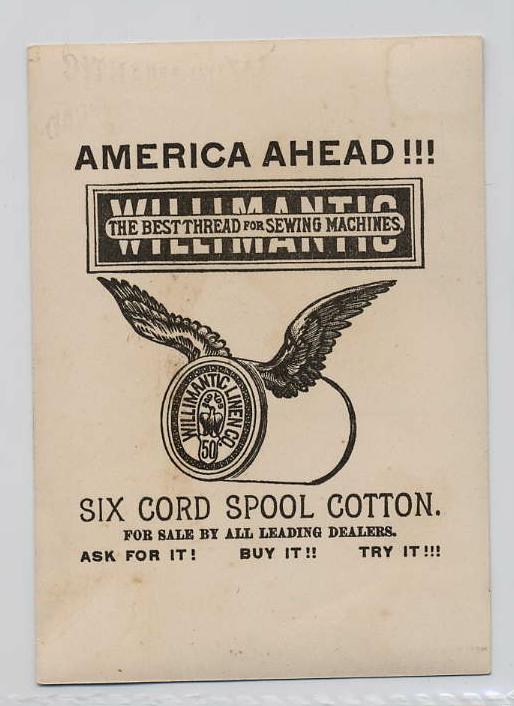 AMERICA AHEAD !!!
WILLIMANTIC
THE BEST THREAD FOR SEWING MACHINES.
WILLIMANTIC LINEN CO.
50
SIX CORD SPOOL COTTON.
FOR SALE BY ALL LEADING DEALERS.
ASK FOR IT! BUY IT!! TRY IT!!!